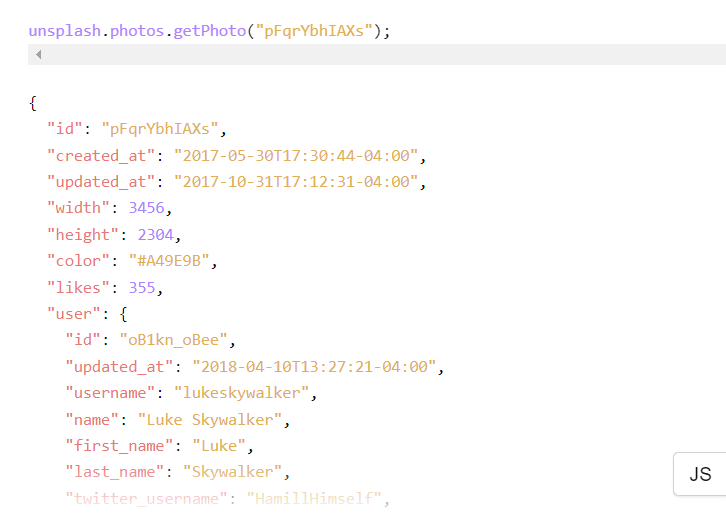 unsplash.photos.getPhoto("pFqrYbhIAXs");
{
  "id": "pFqrYbhIAXs",
  "created_at": "2017-05-30T17:30:44-04:00",
  "updated_at": "2017-10-31T17:12:31-04:00",
  "width": 3456,
  "height": 2304,
  "color": "#A49E9B",
  "likes": 355,
  "user": {
    "id": "oB1kn_oBee",
    "updated_at": "2018-04-10T13:27:21-04:00",
    "username": "lukeskywalker",
    "name": "Luke Skywalker",
    "first_name": "Luke",
    "last_name": "Skywalker",
    "twitter_username": "HamillHimself",
JS